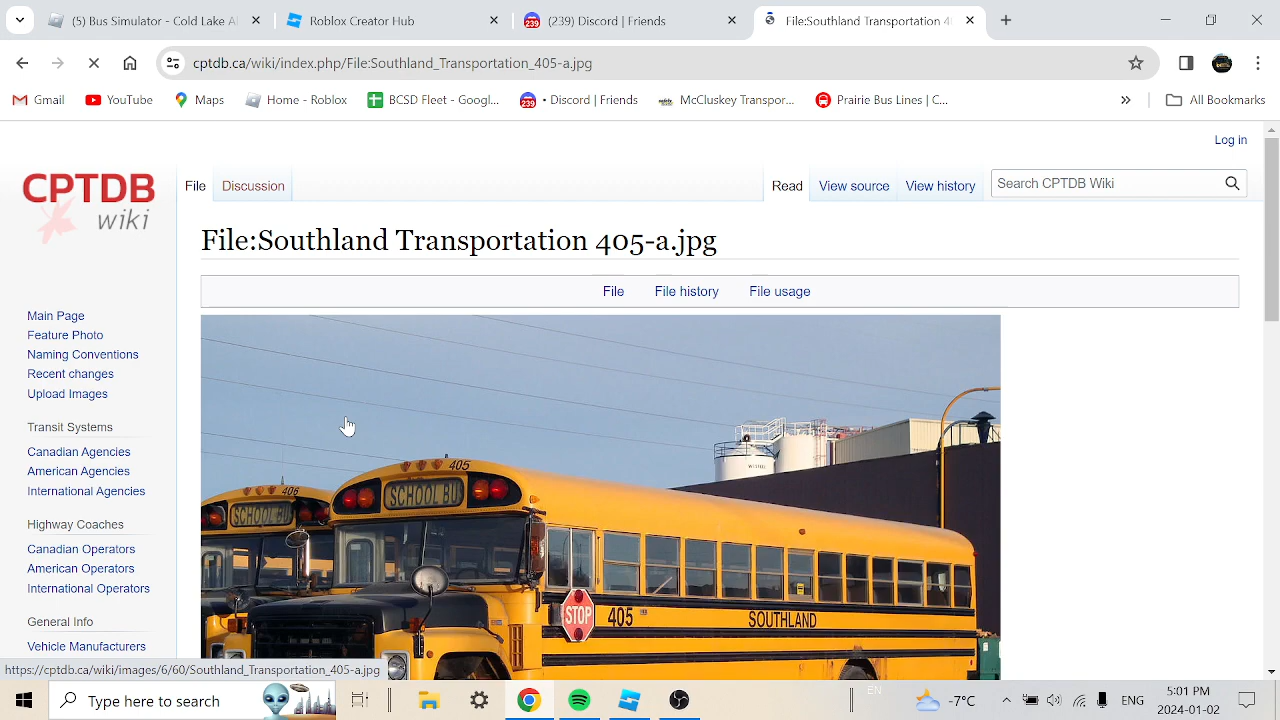 (5) Bus Simulator - Cold Lake Al
Roblox Creator Hub
(239) Discord | Friends
File:Southland Transportation 4
cptdb.ca/wiki/index.php/File:Southland_Transportation_405-a.jpg
Gmail
YouTube
Maps
Home - Roblox
BCSD Fleet - Googl...
239
• Discord | Friends
McCluskey Transpor...
Prairie Bus Lines | C...
»
All Bookmarks
Log in
CPTDB
wiki
File
Discussion
Read
View source
View history
Search CPTDB Wiki
File:Southland Transportation 405-a.jpg
File
File history
File usage
Main Page
Feature Photo
Naming Conventions
Recent changes
Upload Images
Transit Systems
Canadian Agencies
American Agencies
International Agencies
Highway Coaches
Canadian Operators
American Operators
International Operators
General Info
Vehicle Manufacturers
WESTEEL
405
SCHOOL BU
406
SCHOOL BU
STOP
405
SOUTHLAND
https://cptdb.ca/wiki/images/6/60/Southland_Transportation_405-a.jpg
Type here to search
EN
-7°C
ENG
5:01 PM
2024-01-02